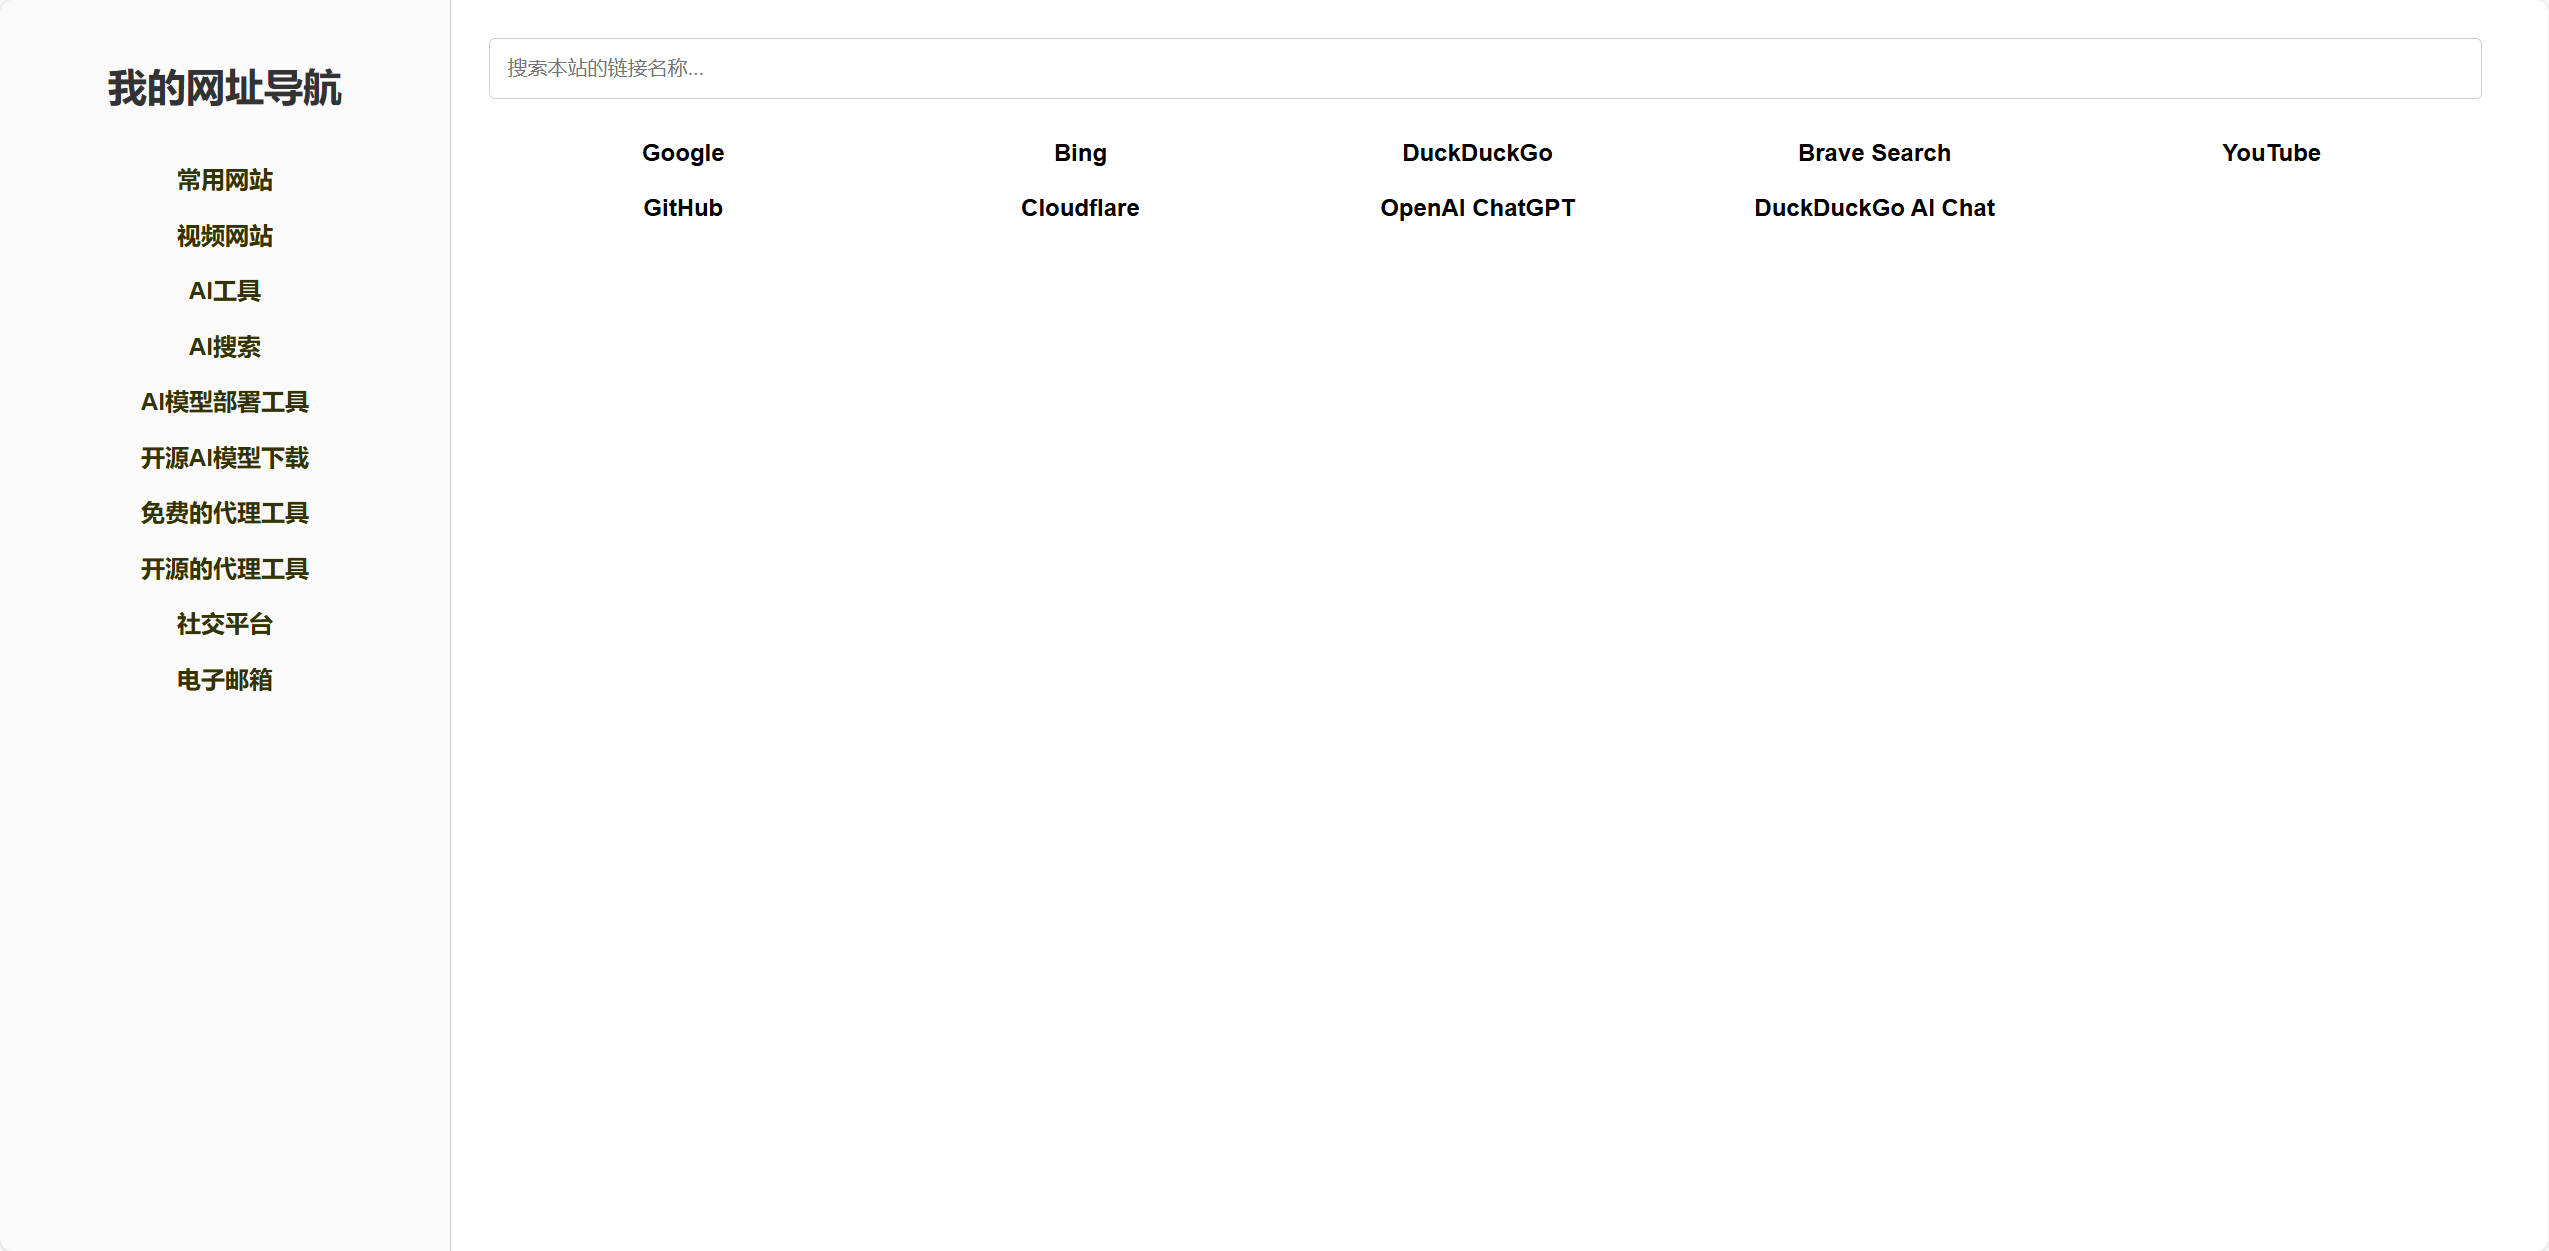 我的网址导航
常用网站
视频网站
AI工具
AI搜索
AI模型部署工具
开源AI模型下载
免费的代理工具
开源的代理工具
社交平台
电子邮箱
搜索本站的链接名称...
Google Bing DuckDuckGo Brave Search YouTube
GitHub Cloudflare OpenAI ChatGPT DuckDuckGo AI Chat